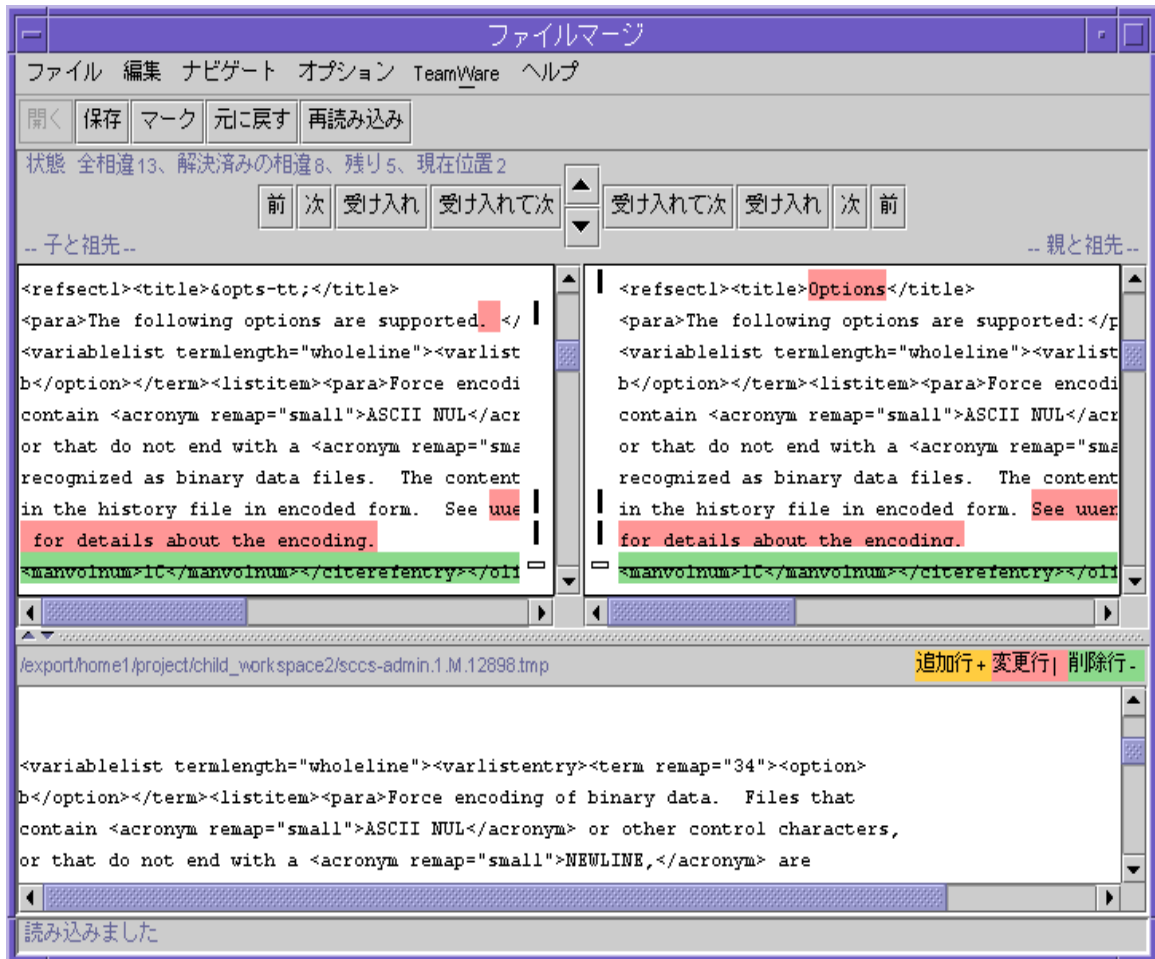 ファイルマージ
ファイル 編集 ナビゲート オプション TeamWare ヘルプ
開く 保存 マーク 元に戻す 再読み込み
状態 全相違13、解決済みの相違8、残り5、現在位置2
前 次 受け入れ 受け入れて次 受け入れて次 受け入れ 次 前
-- 子と祖先 -- -- 親と祖先 --
<refsect1><title>&opts-tt;</title>
<para>The following options are supported. </
<variablelist termlength="wholeline"><varlist
b</option></term><listitem><para>Force encodi
contain <acronym remap="small">ASCII NUL</acr
or that do not end with a <acronym remap="sma
recognized as binary data files.  The content
in the history file in encoded form.  See uue
for details about the encoding.
<manvolnum>1C</manvolnum></citerefentry></oli
<refsect1><title>Options</title>
<para>The following options are supported:</p
<variablelist termlength="wholeline"><varlist
b</option></term><listitem><para>Force encodi
contain <acronym remap="small">ASCII NUL</acr
or that do not end with a <acronym remap="sma
recognized as binary data files.  The content
in the history file in encoded form. See uuen
for details about the encoding.
<manvolnum>1C</manvolnum></citerefentry></oli
/export/home1/project/child_workspace2/sccs-admin.1.M.12898.tmp 追加行+ 変更行| 削除行-
<variablelist termlength="wholeline"><varlistentry><term remap="34"><option>
b</option></term><listitem><para>Force encoding of binary data.  Files that
contain <acronym remap="small">ASCII NUL</acronym> or other control characters,
or that do not end with a <acronym remap="small">NEWLINE,</acronym> are
読み込みました